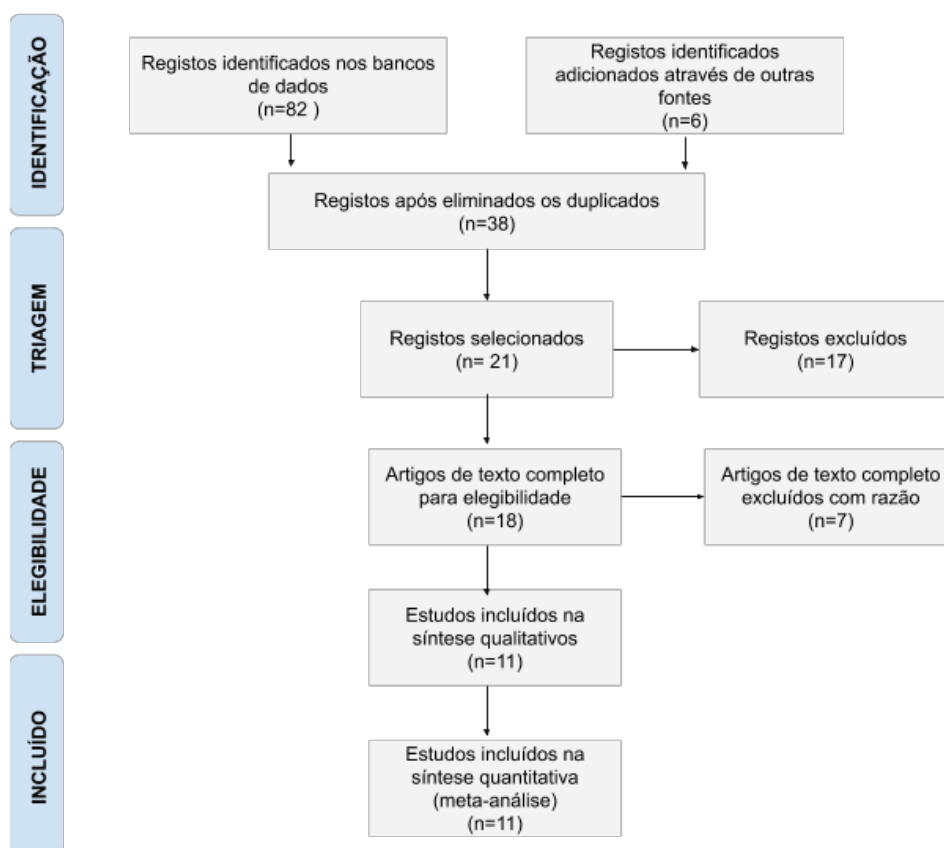 IDENTIFICAÇÃO
Registos identificados nos bancos
de dados
(n=82 )
Registos identificados
adicionados através de outras
fontes
(n=6)
Registos após eliminados os duplicados
(n=38)
TRIAGEM
Registos selecionados
(n= 21)
Registos excluídos
(n=17)
ELEGIBILIDADE
Artigos de texto completo
para elegibilidade
(n=18)
Artigos de texto completo
excluídos com razão
(n=7)
Estudos incluídos na
síntese qualitativos
(n=11)
INCLUÍDO
Estudos incluídos na
síntese quantitativa
(meta-análise)
(n=11)